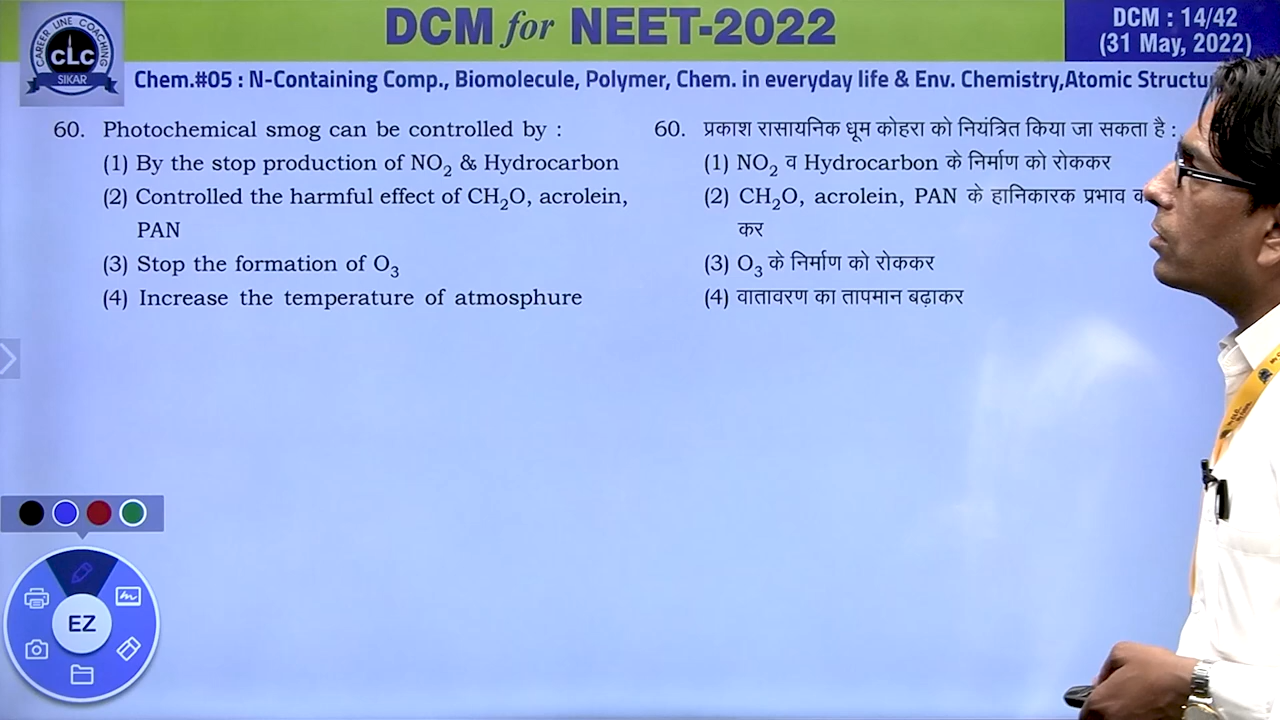 DCM for NEET-2022
DCM : 14/42
(31 May, 2022)
CAREER LINE COACHING
CLC
SIKAR
Chem.#05 : N-Containing Comp., Biomolecule, Polymer, Chem. in everyday life & Env. Chemistry,Atomic
60. Photochemical smog can be controlled by :
(1) By the stop production of NO₂ & Hydrocarbon
(2) Controlled the harmful effect of CH₂O, acrolein,
PAN
(3) Stop the formation of O₃
(4) Increase the temperature of atmosphure
60. प्रकाश रासायनिक धूम कोहरा को नियंत्रित किया जा सकता है :
(1) NO₂ व Hydrocarbon के निर्माण को रोककर
(2) CH₂O, acrolein, PAN के हानिकारक प्रभाव
कर
(3) O₃ के निर्माण को रोककर
(4) वातावरण का तापमान बढ़ाकर
EZ